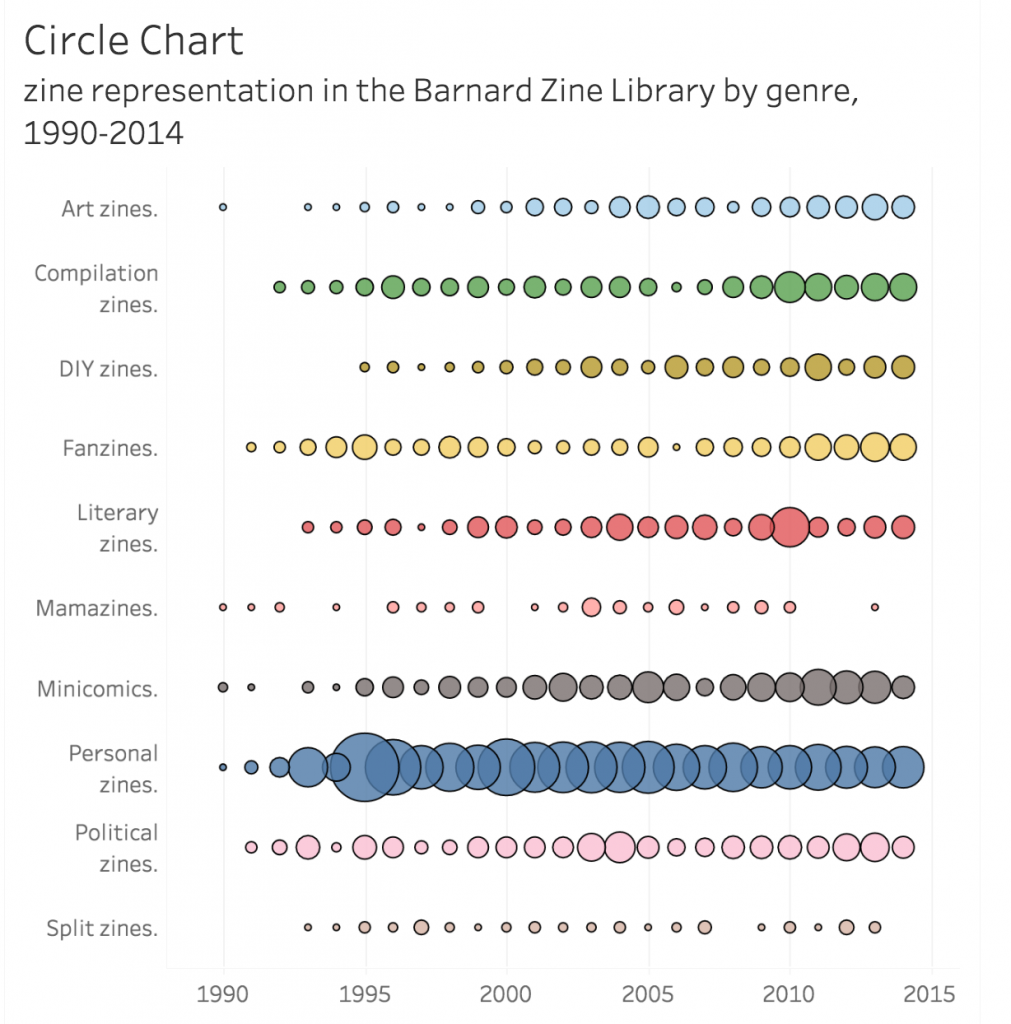 Circle Chart
zine representation in the Barnard Zine Library by genre,
1990-2014
Art zines.
Compilation
zines.
DIY zines.
Fanzines.
Literary
zines.
Mamazines.
Minicomics.
Personal
zines.
Political
zines.
Split zines.
1990 1995 2000 2005 2010 2015